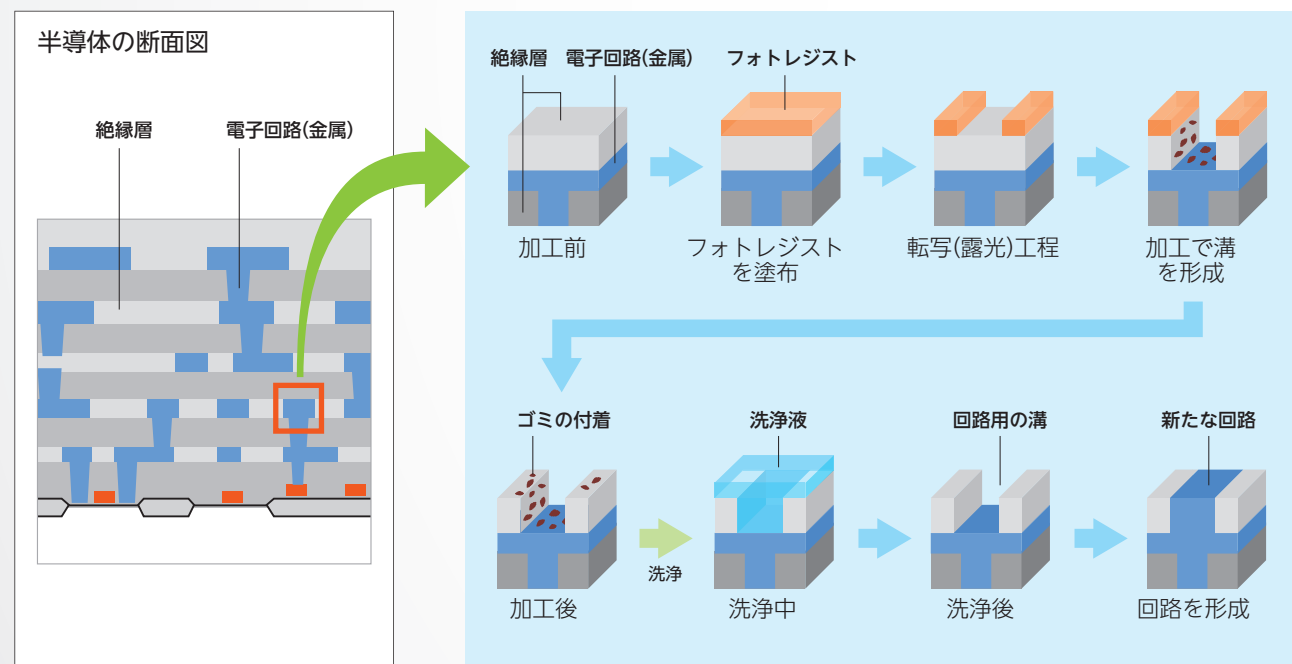 半導体の断面図
絶縁層
電子回路(金属)
絶縁層
電子回路(金属)
フォトレジスト
加工前
フォトレジスト
を塗布
転写(露光)工程
加工で溝
を形成
ゴミの付着
洗浄液
回路用の溝
新たな回路
洗浄
加工後
洗浄中
洗浄後
回路を形成